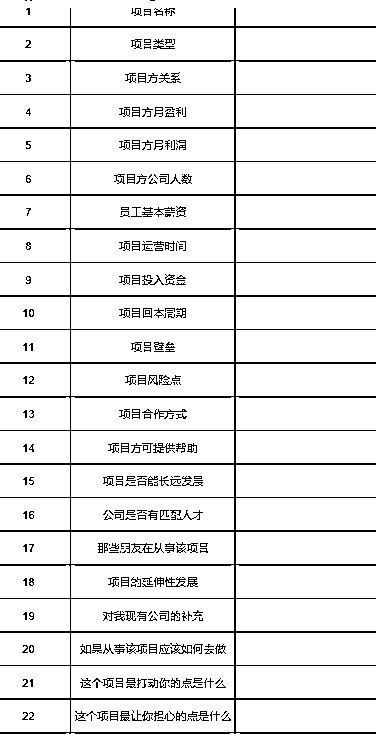 1 项目名称
2 项目类型
3 项目方关系
4 项目方月盈利
5 项目方月利润
6 项目方公司人数
7 员工基本薪资
8 项目运营时间
9 项目投入资金
10 项目回本周期
11 项目壁垒
12 项目风险点
13 项目合作方式
14 项目方可提供帮助
15 项目是否能长远发展
16 公司是否有匹配人才
17 那些朋友在从事该项目
18 项目的延伸性发展
19 对我现有公司的补充
20 如果从事该项目应该如何去做
21 这个项目最打动你的点是什么
22 这个项目最让你担心的点是什么